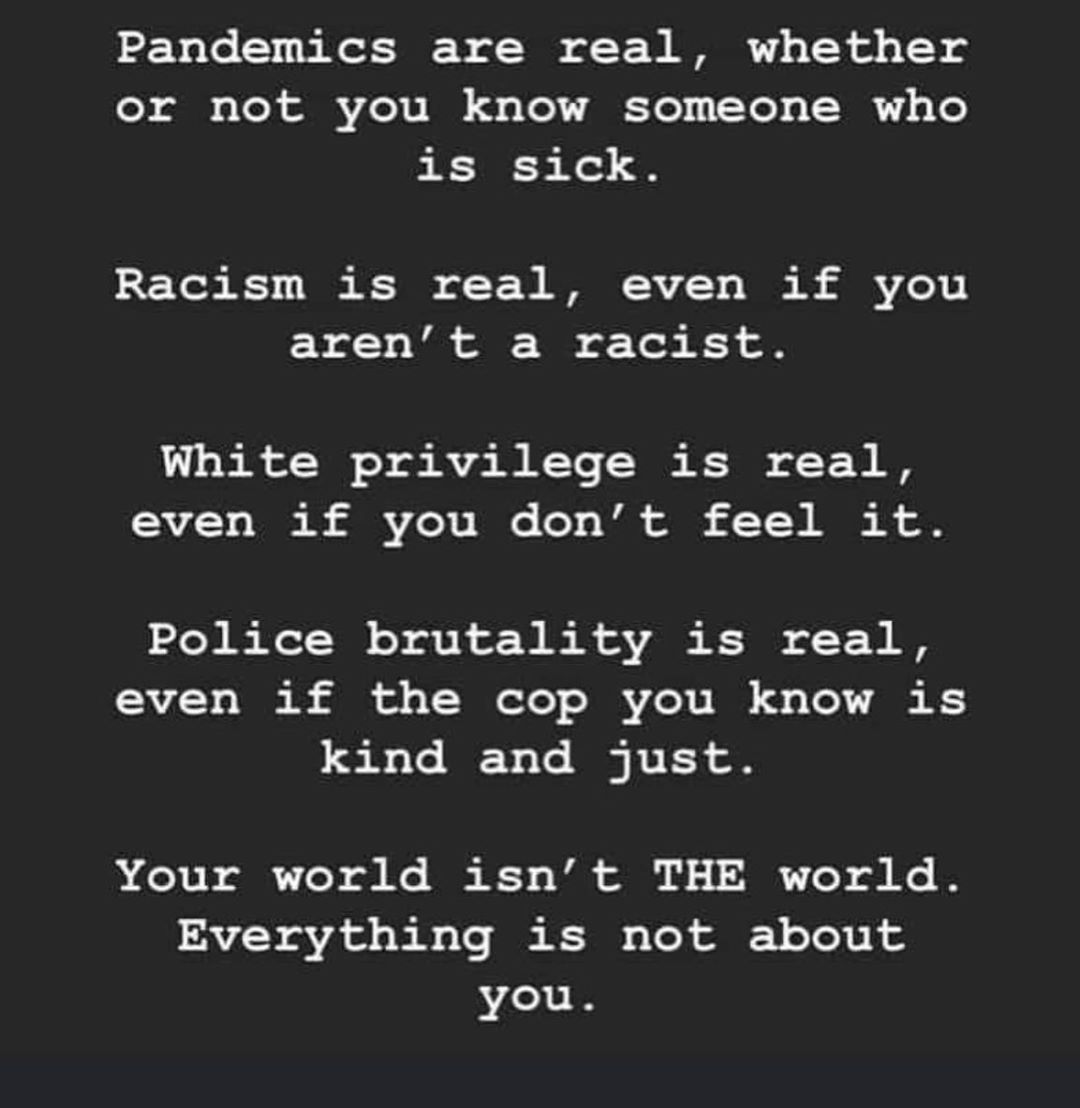 Pandemics are real, whether
or not you know someone who
is sick.
Racism is real, even if you
aren’t a racist.
White privilege is real,
even if you don’t feel it.
Police brutality is real,
even if the cop you know is
kind and just.
Your world isn’t THE world.
Everything is not about
you.